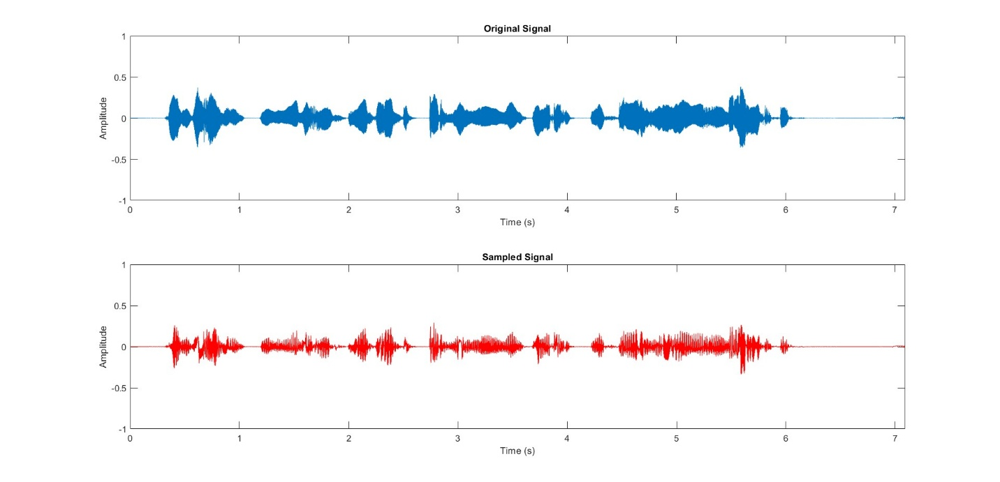 Original Signal
1
0.5
0
-0.5
-1
Amplitude
0 1 2 3 4 5 6 7
Time (s)
Sampled Signal
1
0.5
0
-0.5
-1
Amplitude
0 1 2 3 4 5 6 7
Time (s)